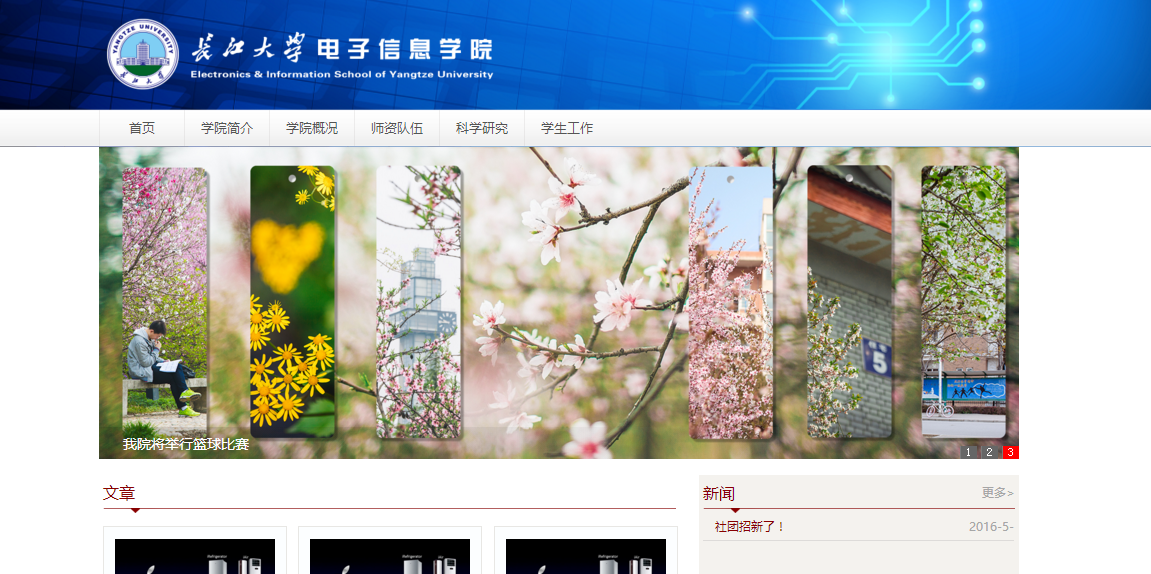 YANGTZE UNIVERSITY
长江大学
长江大学电子信息学院
Electronics & Information School of Yangtze University
首页
学院简介
学院概况
师资队伍
科学研究
学生工作
5
我院将举行篮球比赛
1 2 3
文章
新闻
更多>
社团招新了！
2016-5-